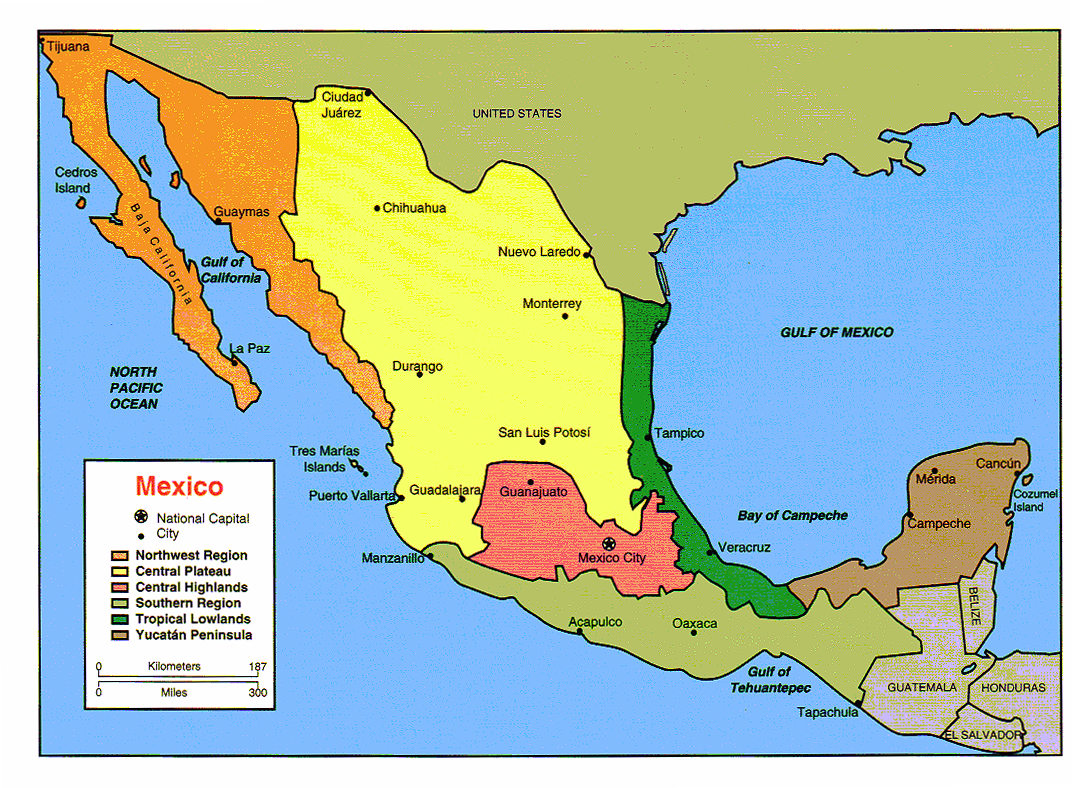 Tijuana
Ciudad
Juárez
UNITED STATES
Cedros
Island
Guaymas
Chihuahua
Baja California
Gulf of
California
Nuevo Laredo
Monterrey
GULF OF MEXICO
La Paz
NORTH
PACIFIC
OCEAN
Durango
San Luis Potosí
Tampico
Tres Marías
Islands
Puerto Vallarta
Guadalajara
Guanajuato
Mérida
Cancún
Cozumel
Island
Campeche
Bay of Campeche
Manzanillo
Mexico City
Veracruz
BELIZE
Acapulco
Oaxaca
Gulf of
Tehuantepec
Tapachula
GUATEMALA
HONDURAS
EL SALVADOR
Mexico
National Capital
City
Northwest Region
Central Plateau
Central Highlands
Southern Region
Tropical Lowlands
Yucatán Peninsula
0 Kilometers 187
0 Miles 300